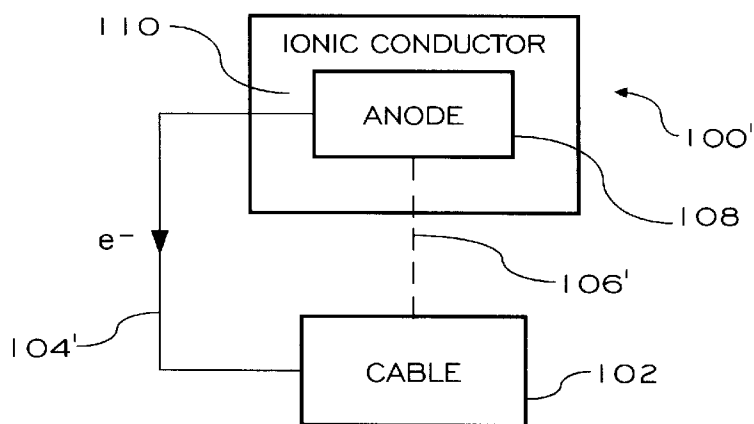 110
IONIC CONDUCTOR
ANODE
100'
108
e-
106'
104'
CABLE
102